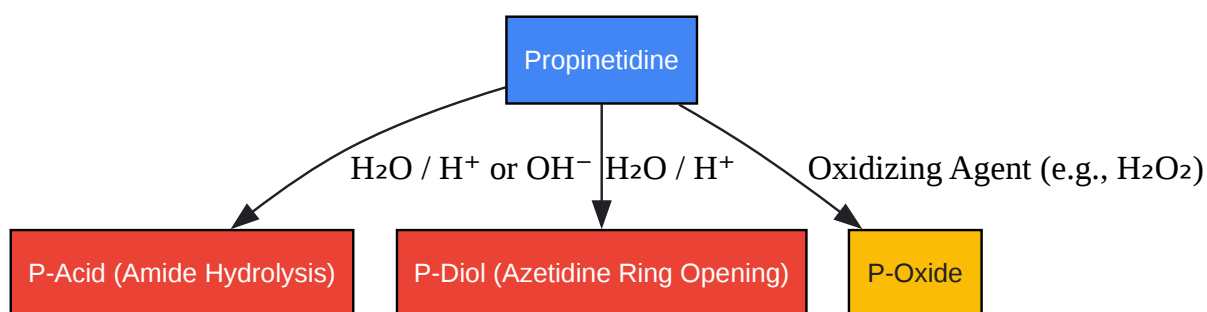 Propinetidine
H₂O / H⁺ or OH⁻
H₂O / H⁺
Oxidizing Agent (e.g., H₂O₂)
P-Acid (Amide Hydrolysis)
P-Diol (Azetidine Ring Opening)
P-Oxide